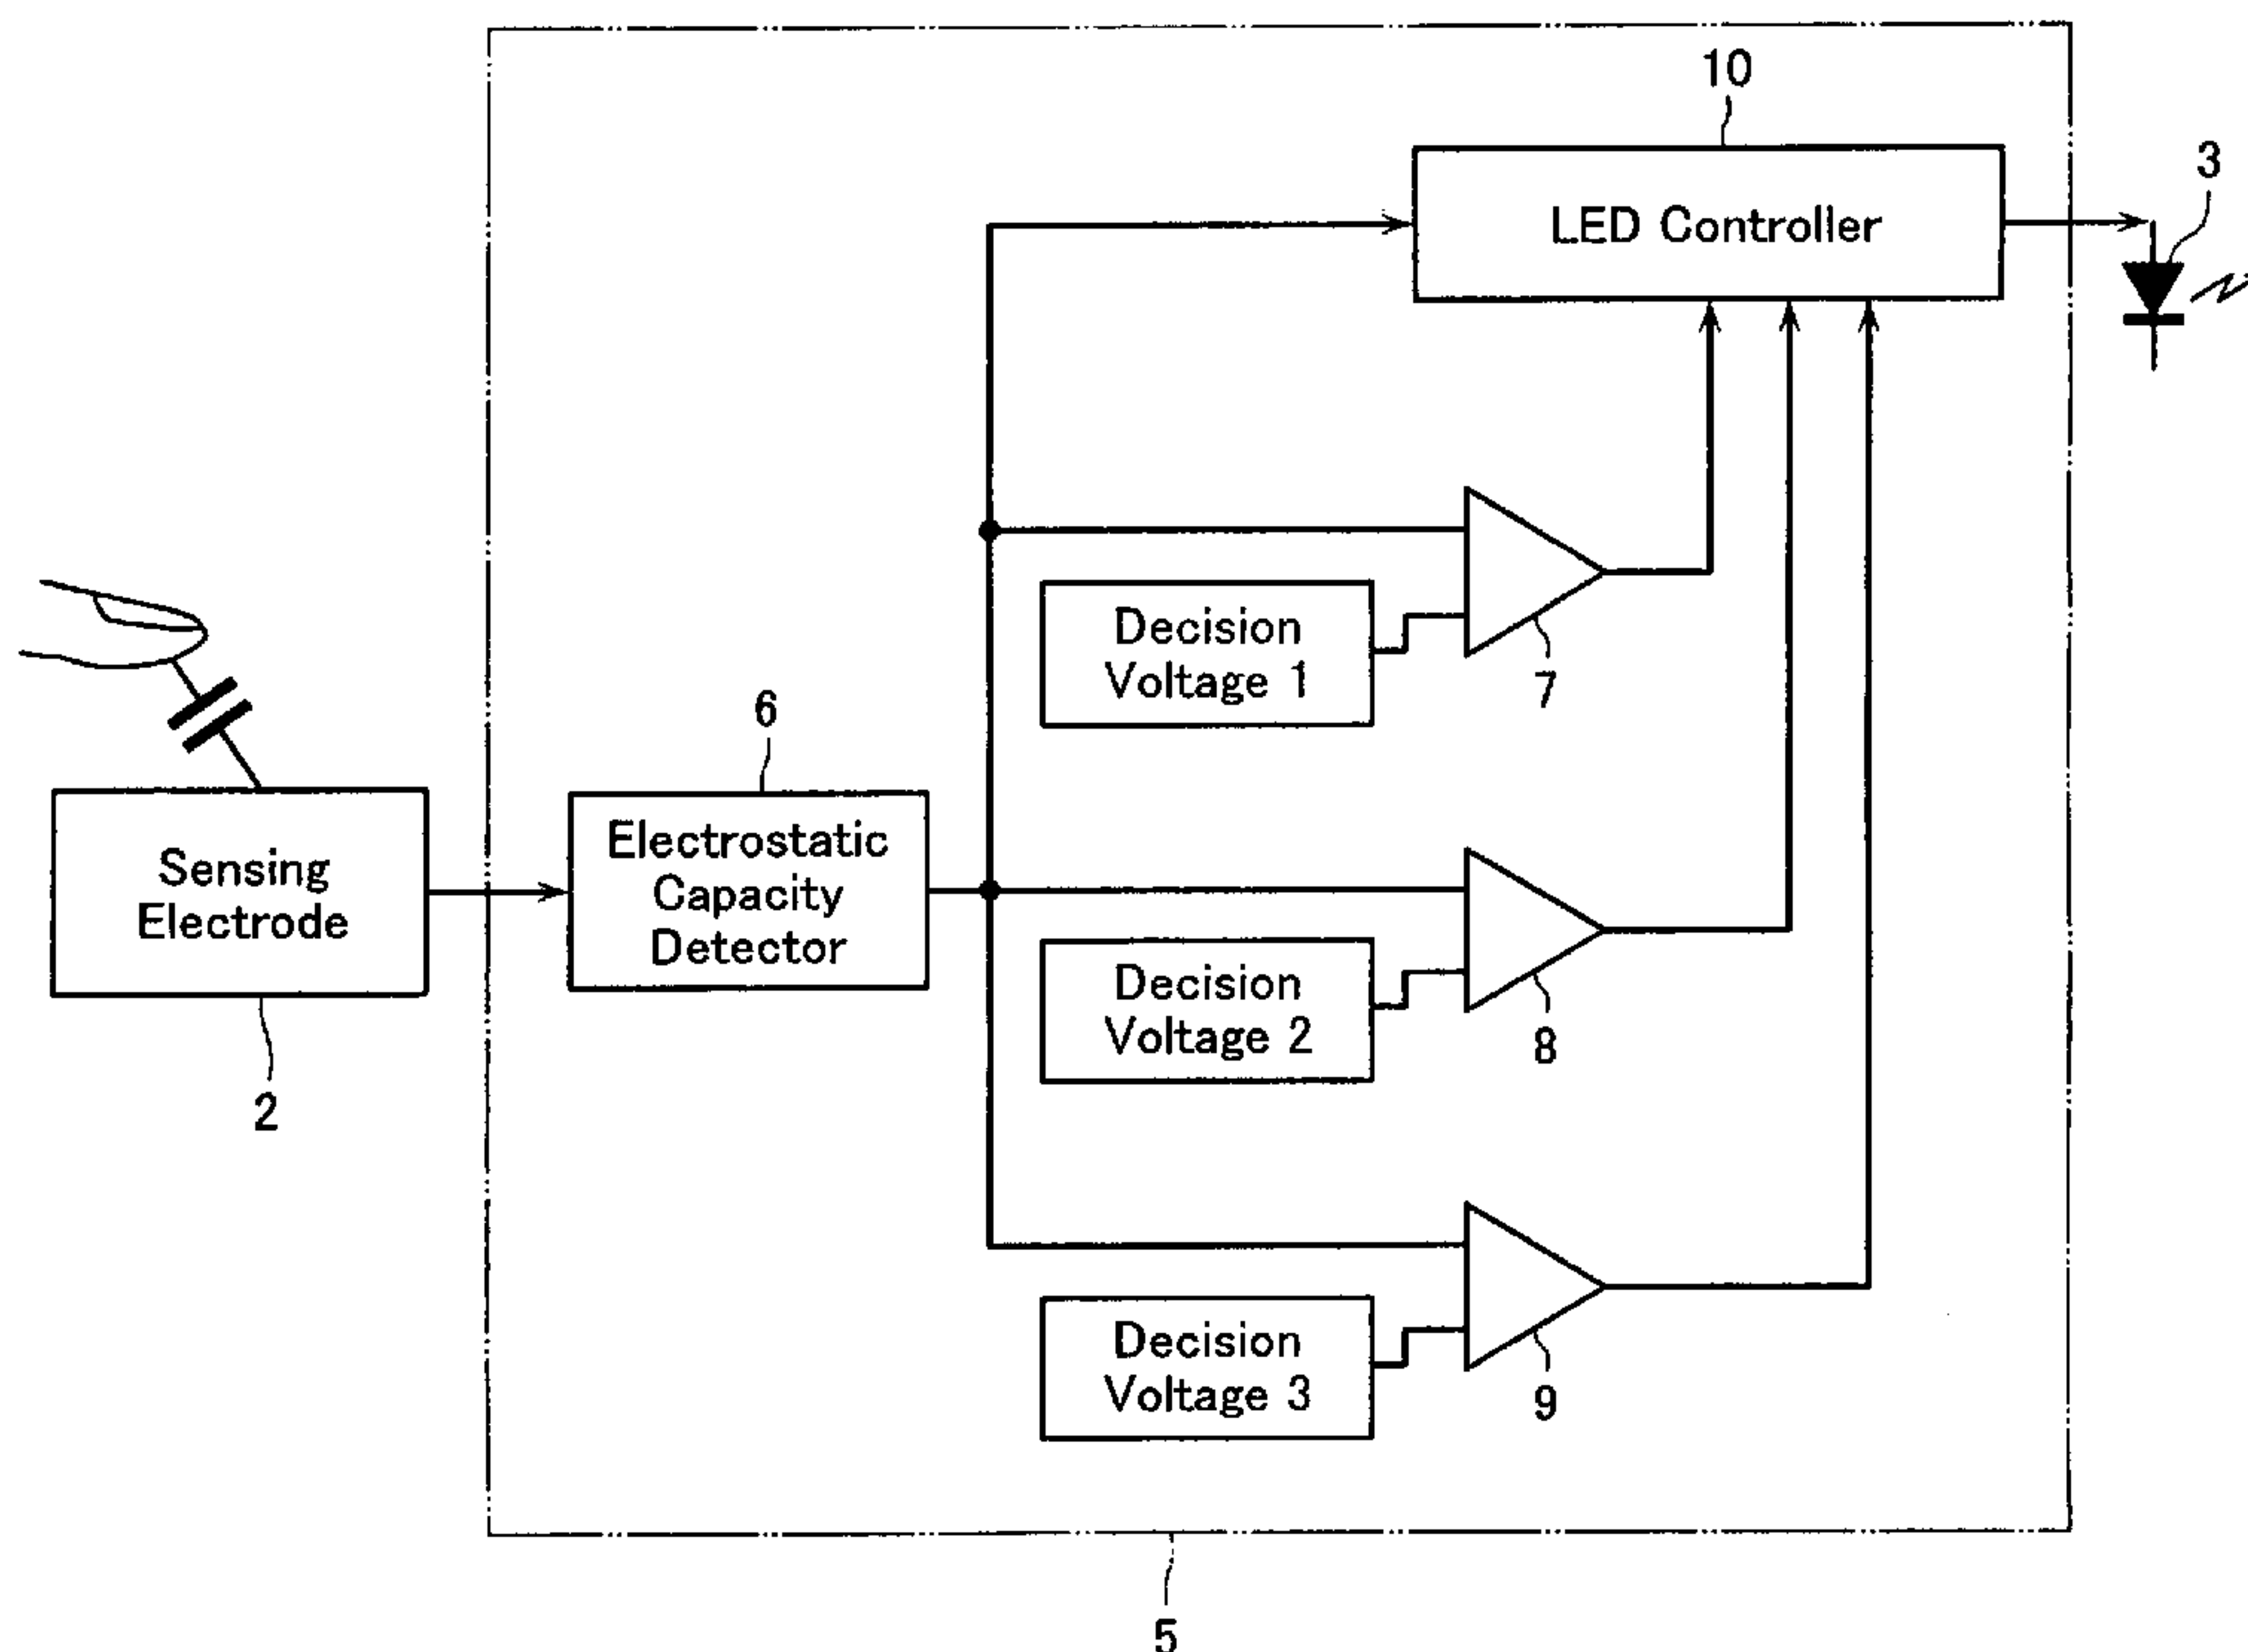 10
3
LED Controller
Decision
Voltage 1
7
6
Electrostatic
Capacity
Detector
Sensing
Electrode
2
Decision
Voltage 2
8
Decision
Voltage 3
9
5